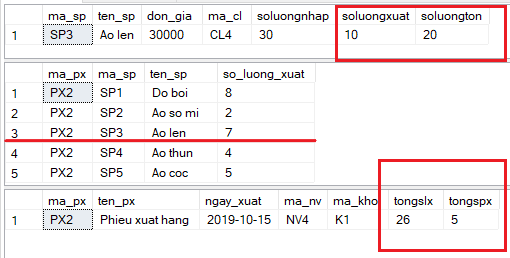 ma_sp ten_sp don_gia ma_cl soluongnhap soluongxuat soluongton
1 SP3 Ao len 30000 CL4 30 10 20
ma_px ma_sp ten_sp so_luong_xuat
1 PX2 SP1 Do boi 8
2 PX2 SP2 Ao so mi 2
3 PX2 SP3 Ao len 7
4 PX2 SP4 Ao thun 4
5 PX2 SP5 Ao coc 5
ma_px ten_px ngay_xuat ma_nv ma_kho tongslx tongspx
1 PX2 Phieu xuat hang 2019-10-15 NV4 K1 26 5